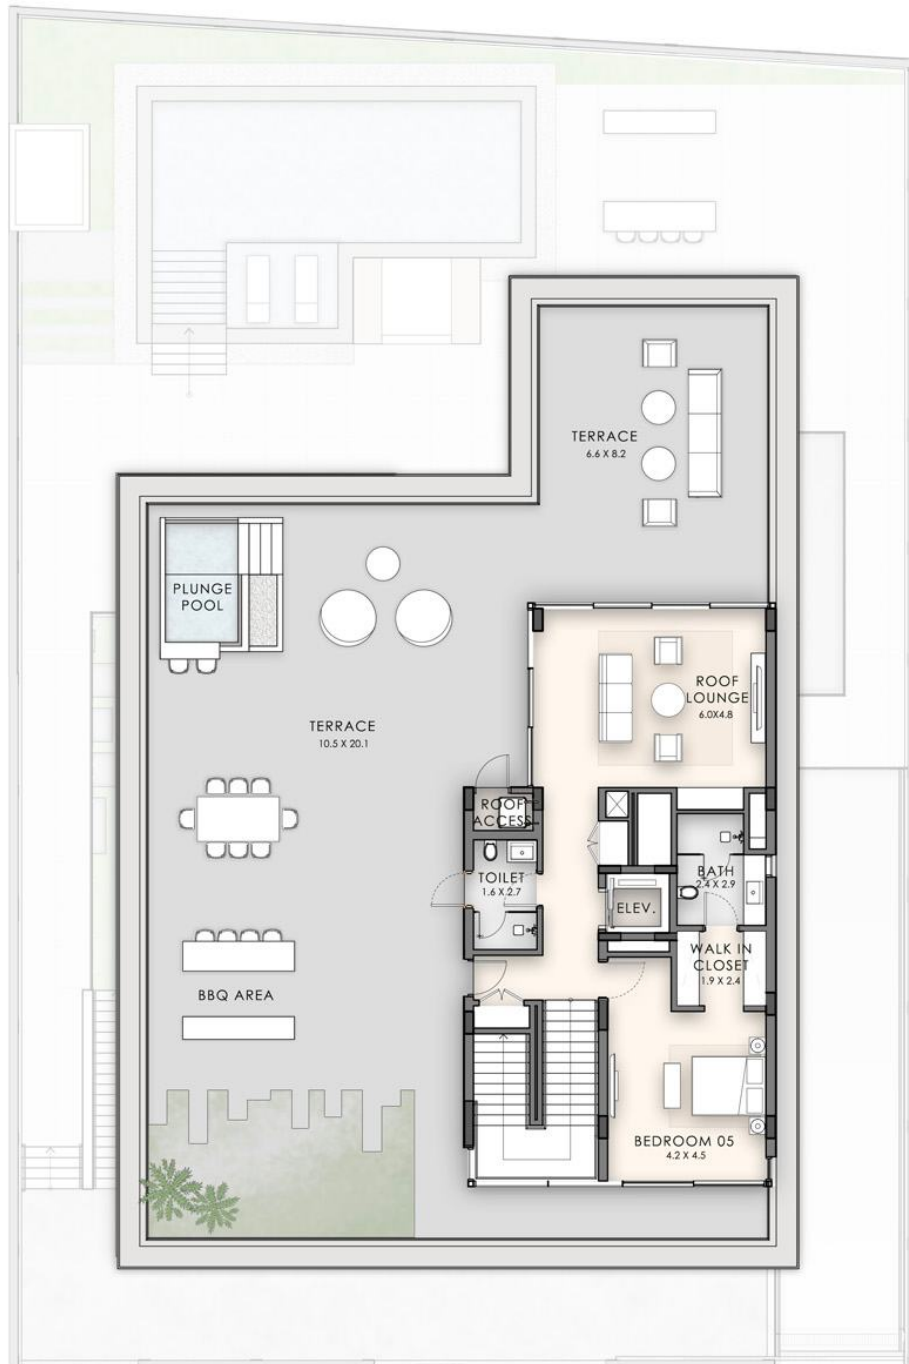 TERRACE
6.6 X 8.2
PLUNGE
POOL
ROOF
LOUNGE
6.0X4.8
TERRACE
10.5 X 20.1
ROOF
ACCESS
TOILET
1.6 X 2.7
BATH
2.4 X 2.9
ELEV.
WALK IN
CLOSET
1.9 X 2.4
BBQ AREA
BEDROOM 05
4.2 X 4.5